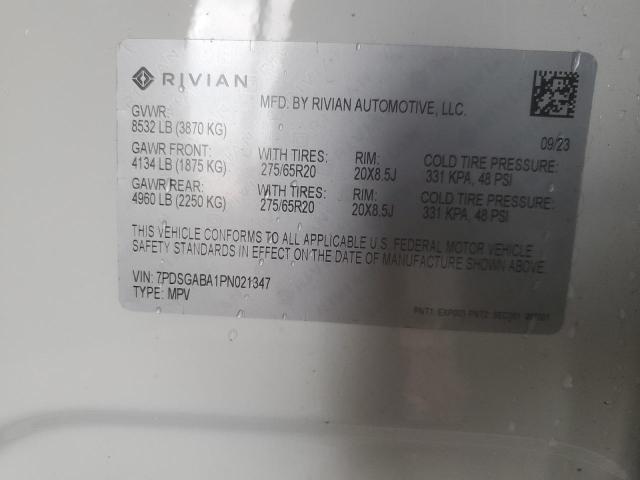 RIVIAN
MFD. BY RIVIAN AUTOMOTIVE, LLC.
GVWR:
8532 LB (3870 KG)
09/23
GAWR FRONT: WITH TIRES: RIM: COLD TIRE PRESSURE:
4134 LB (1875 KG) 275/65R20 20X8.5J 331 KPA, 48 PSI
GAWR REAR: WITH TIRES: RIM: COLD TIRE PRESSURE:
4960 LB (2250 KG) 275/65R20 20X8.5J 331 KPA, 48 PSI
THIS VEHICLE CONFORMS TO ALL APPLICABLE U.S. FEDERAL MOTOR VEHICLE
SAFETY STANDARDS IN EFFECT ON THE DATE OF MANUFACTURE SHOWN ABOVE.
VIN: 7PDSGABA1PN021347
TYPE: MPV
PNT1: EXP003 PNT2: